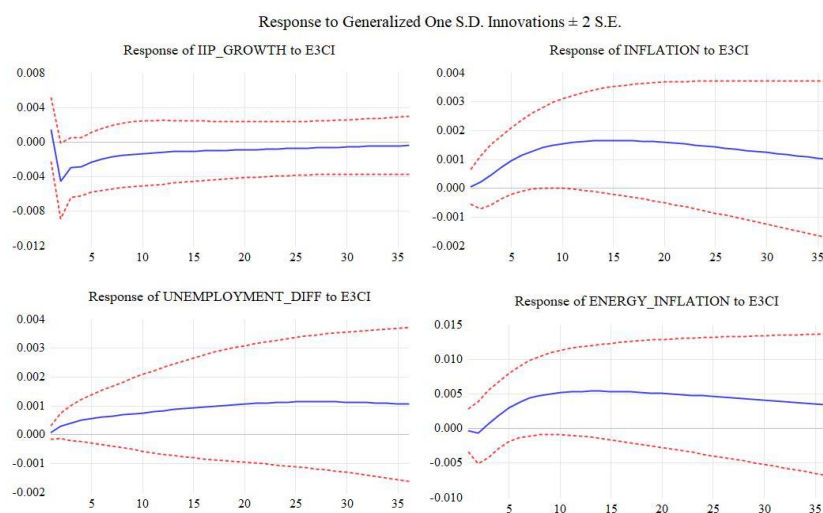 Response to Generalized One S.D. Innovations ± 2 S.E.
Response of IIP_GROWTH to E3CI
0.008
0.004
0.000
-0.004
-0.008
-0.012
5 10 15 20 25 30 35
Response of INFLATION to E3CI
0.004
0.003
0.002
0.001
0.000
-0.001
-0.002
5 10 15 20 25 30 35
Response of UNEMPLOYMENT_DIFF to E3CI
0.004
0.003
0.002
0.001
0.000
-0.001
-0.002
5 10 15 20 25 30 35
Response of ENERGY_INFLATION to E3CI
0.015
0.010
0.005
0.000
-0.005
-0.010
5 10 15 20 25 30 35